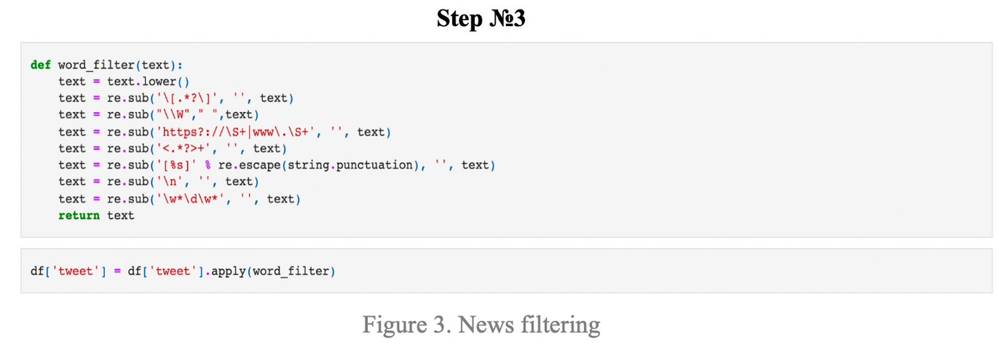 Step №3
def word_filter(text):
    text = text.lower()
    text = re.sub('\[.*?\]', '', text)
    text = re.sub("\\W"," ",text)
    text = re.sub('https?://\S+|www\.\S+', '', text)
    text = re.sub('<.*?>+', '', text)
    text = re.sub('[%s]' % re.escape(string.punctuation), '', text)
    text = re.sub('\n', '', text)
    text = re.sub('\w*\d\w*', '', text)
    return text
df['tweet'] = df['tweet'].apply(word_filter)
Figure 3. News filtering